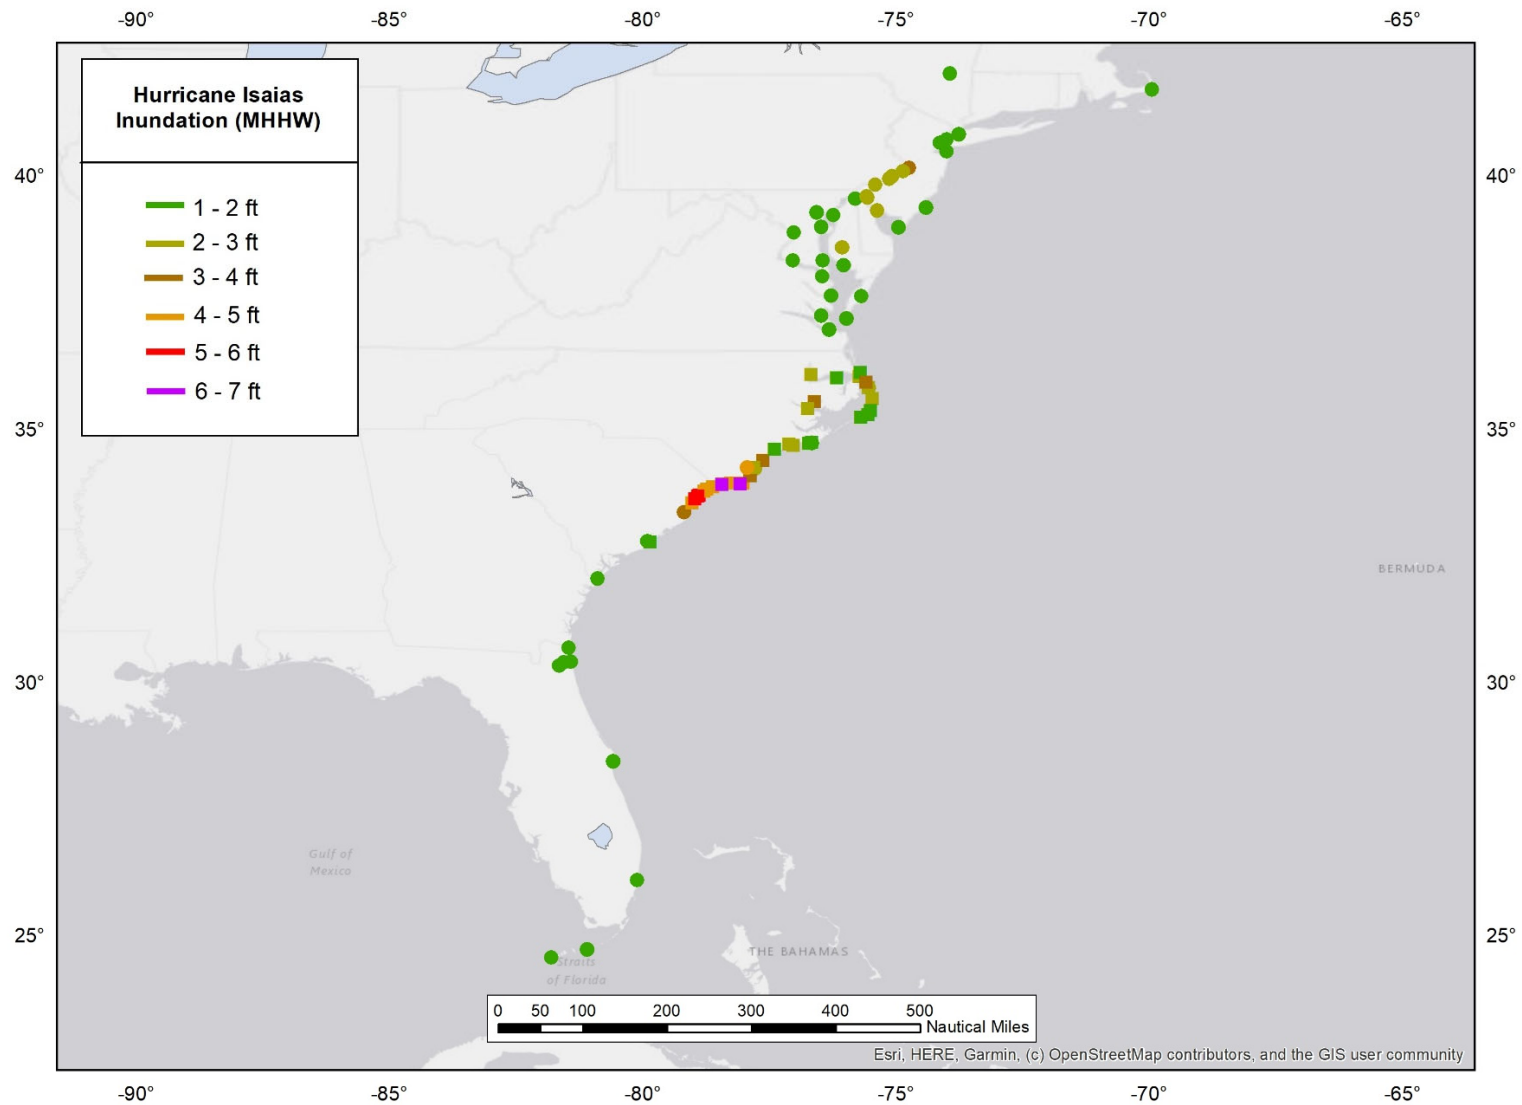 -90° -85° -80° -75° -70° -65°
Hurricane Isaias
Inundation (MHHW)
1 - 2 ft
2 - 3 ft
3 - 4 ft
4 - 5 ft
5 - 6 ft
6 - 7 ft
40° 40°
35° 35°
BERMUDA
30° 30°
Gulf of
Mexico
25° 25°
THE BAHAMAS
Straits
of Florida
0 50 100 200 300 400 500
Nautical Miles
Esri, HERE, Garmin, (c) OpenStreetMap contributors, and the GIS user community
-90° -85° -80° -75° -70° -65°